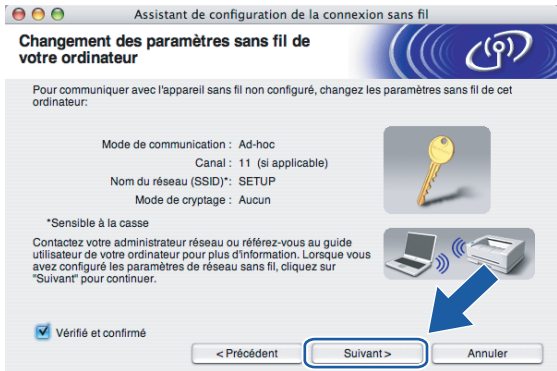 Assistant de configuration de la connexion sans fil
Changement des paramètres sans fil de
votre ordinateur
Pour communiquer avec l'appareil sans fil non configuré, changez les paramètres sans fil de cet
ordinateur:
Mode de communication : Ad-hoc
Canal : 11 (si applicable)
Nom du réseau (SSID)*: SETUP
Mode de cryptage : Aucun
*Sensible à la casse
Contactez votre administrateur réseau ou référez-vous au guide
utilisateur de votre ordinateur pour plus d'information. Lorsque vous
avez configuré les paramètres de réseau sans fil, cliquez sur
"Suivant" pour continuer.
Vérifié et confirmé
< Précédent Suivant > Annuler